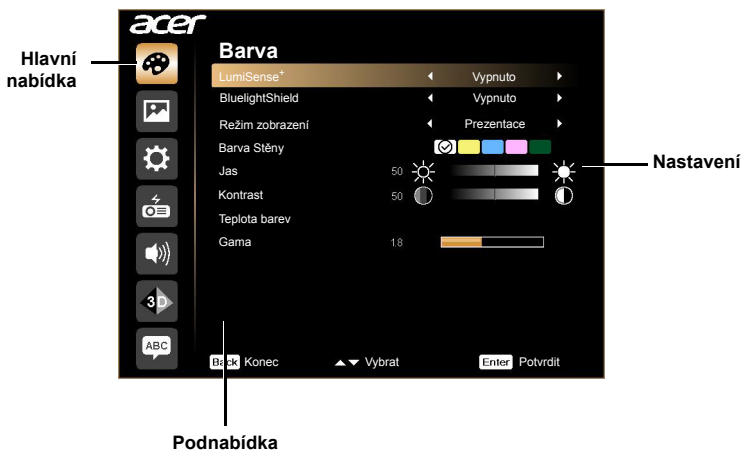 acer
Hlavní
nabídka
Barva
LumiSense+ Vypnuto
BluelightShield Vypnuto
Režim zobrazení Prezentace
Barva Stěny
Jas 50
Nastavení
Kontrast 50
Teplota barev
Gama 1.8
3D
ABC
Back Konec Vybrat Enter Potvrdit
Podnabídka